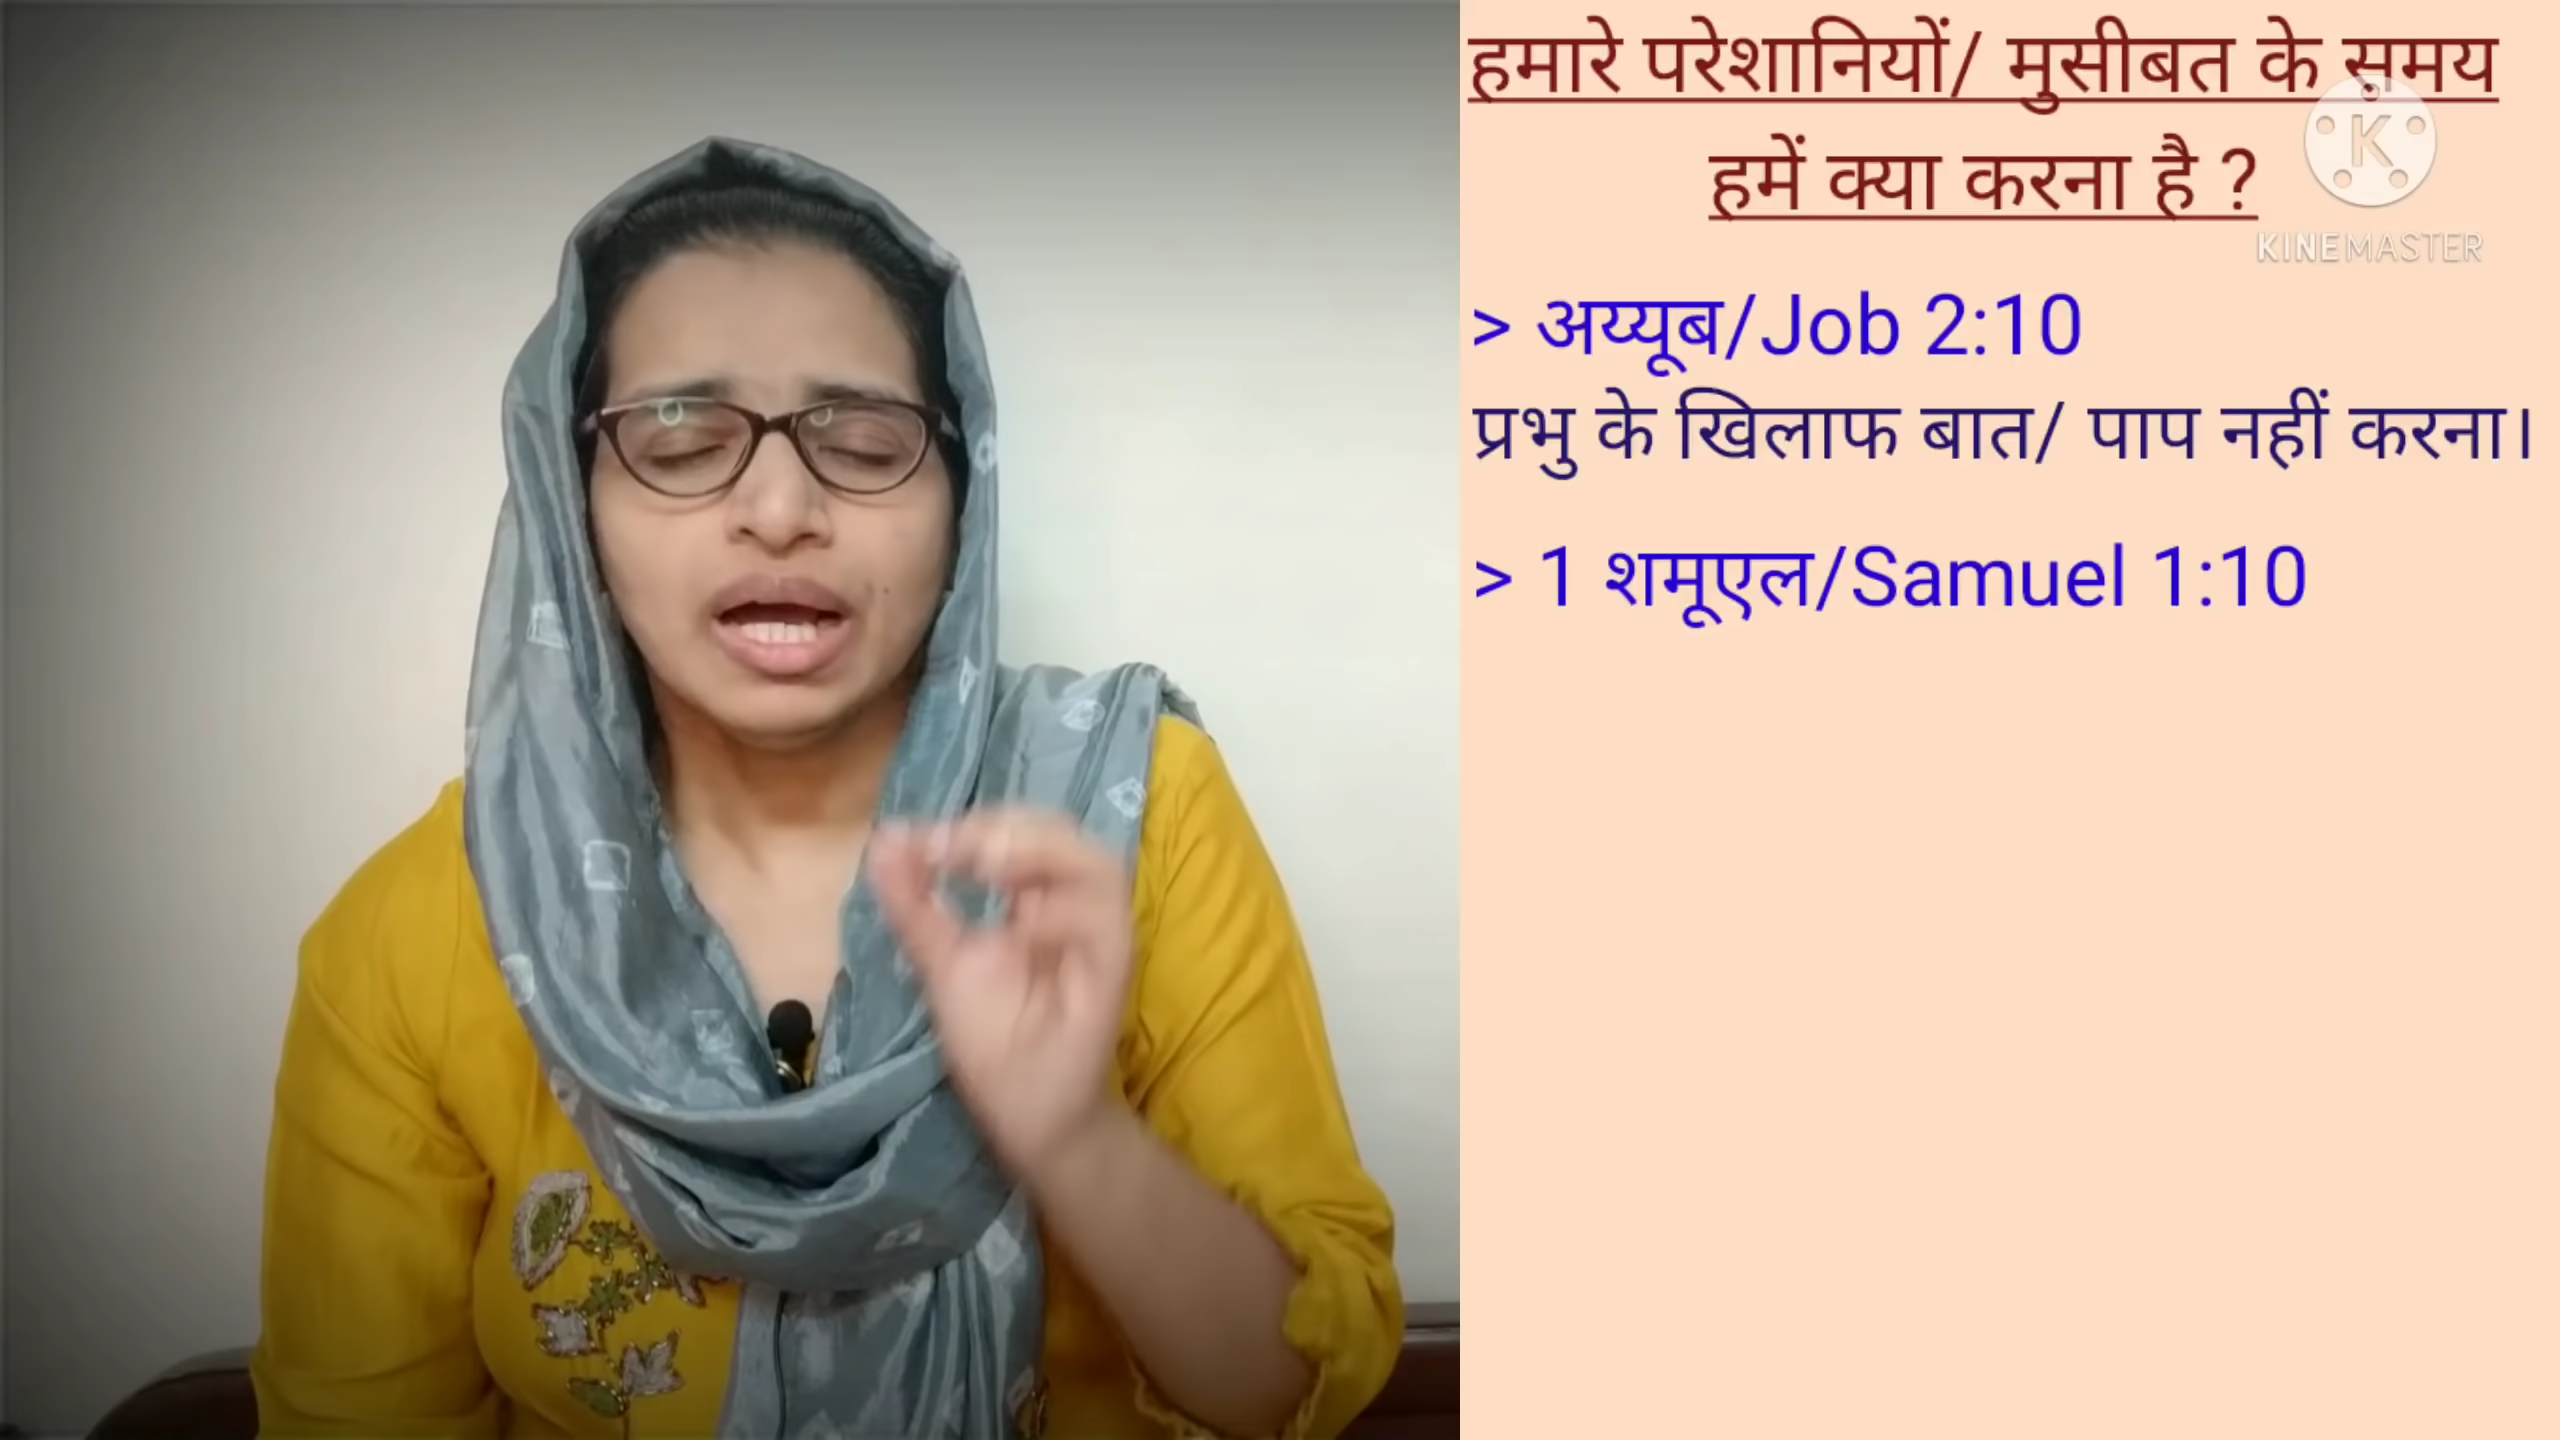 हमारे परेशानियों/ मुसीबत के समय
हमें क्या करना है ?
K
KINEMASTER
> अय्यूब/Job 2:10
प्रभु के खिलाफ बात/ पाप नहीं करना।
> 1 शमूएल/Samuel 1:10